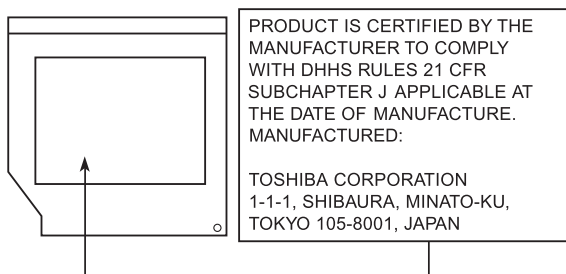 PRODUCT IS CERTIFIED BY THE
MANUFACTURER TO COMPLY
WITH DHHS RULES 21 CFR
SUBCHAPTER J APPLICABLE AT
THE DATE OF MANUFACTURE.
MANUFACTURED:
TOSHIBA CORPORATION
1-1-1, SHIBAURA, MINATO-KU,
TOKYO 105-8001, JAPAN